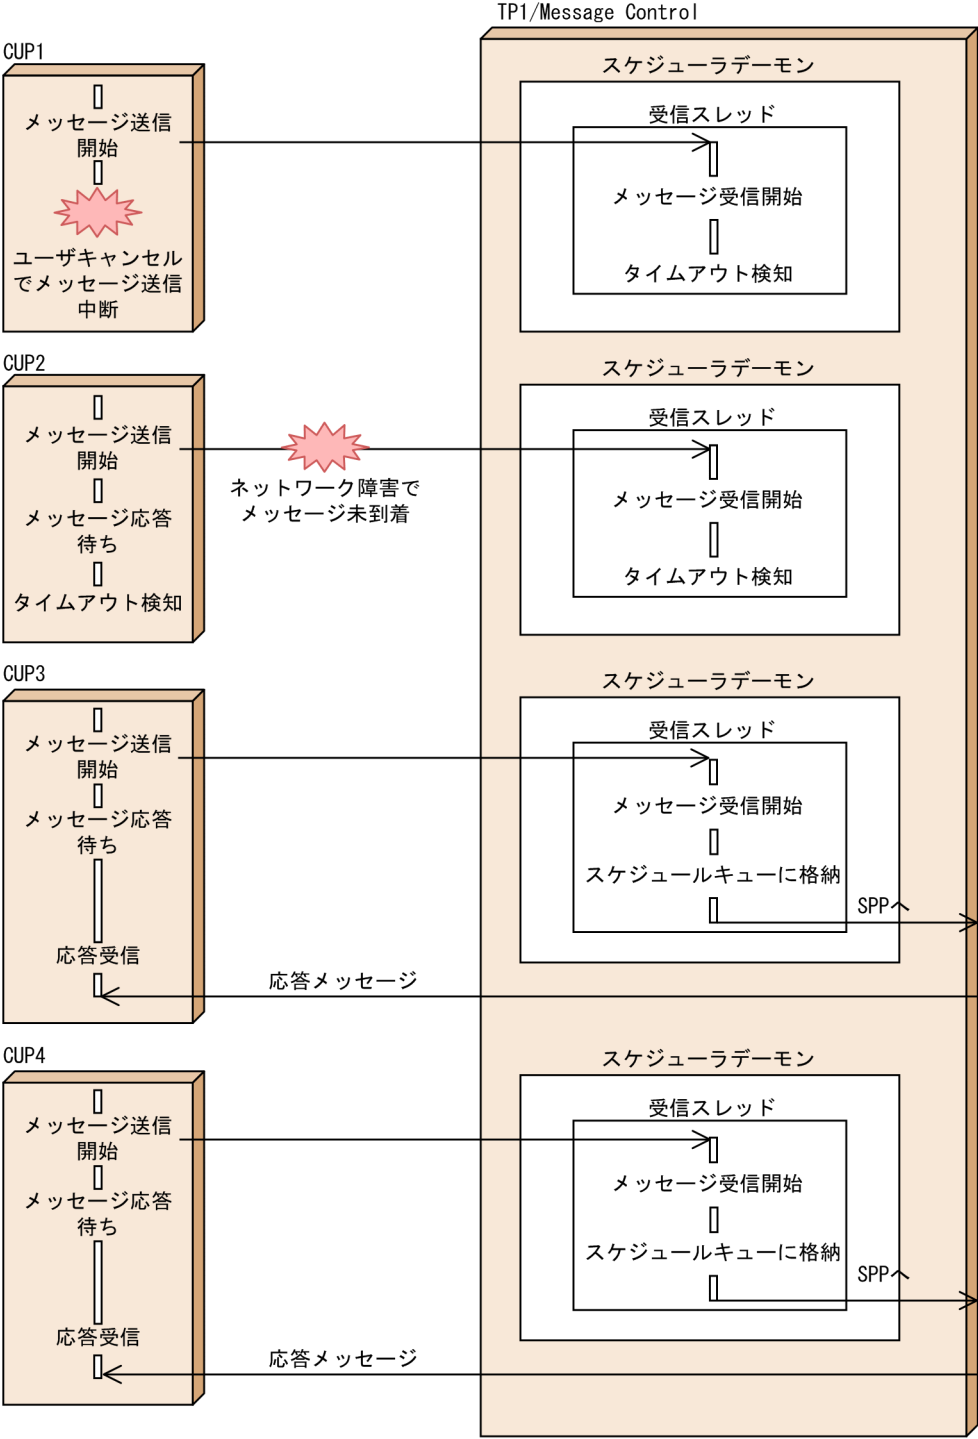 TP1/Message Control
CUP1
メッセージ送信
開始
ユーザキャンセル
でメッセージ送信
中断
スケジューラデーモン
受信スレッド
メッセージ受信開始
タイムアウト検知
CUP2
メッセージ送信
開始
メッセージ応答
待ち
タイムアウト検知
ネットワーク障害で
メッセージ未到着
スケジューラデーモン
受信スレッド
メッセージ受信開始
タイムアウト検知
CUP3
メッセージ送信
開始
メッセージ応答
待ち
応答受信
スケジューラデーモン
受信スレッド
メッセージ受信開始
スケジュールキューに格納
SPPへ
応答メッセージ
CUP4
メッセージ送信
開始
メッセージ応答
待ち
応答受信
スケジューラデーモン
受信スレッド
メッセージ受信開始
スケジュールキューに格納
SPPへ
応答メッセージ